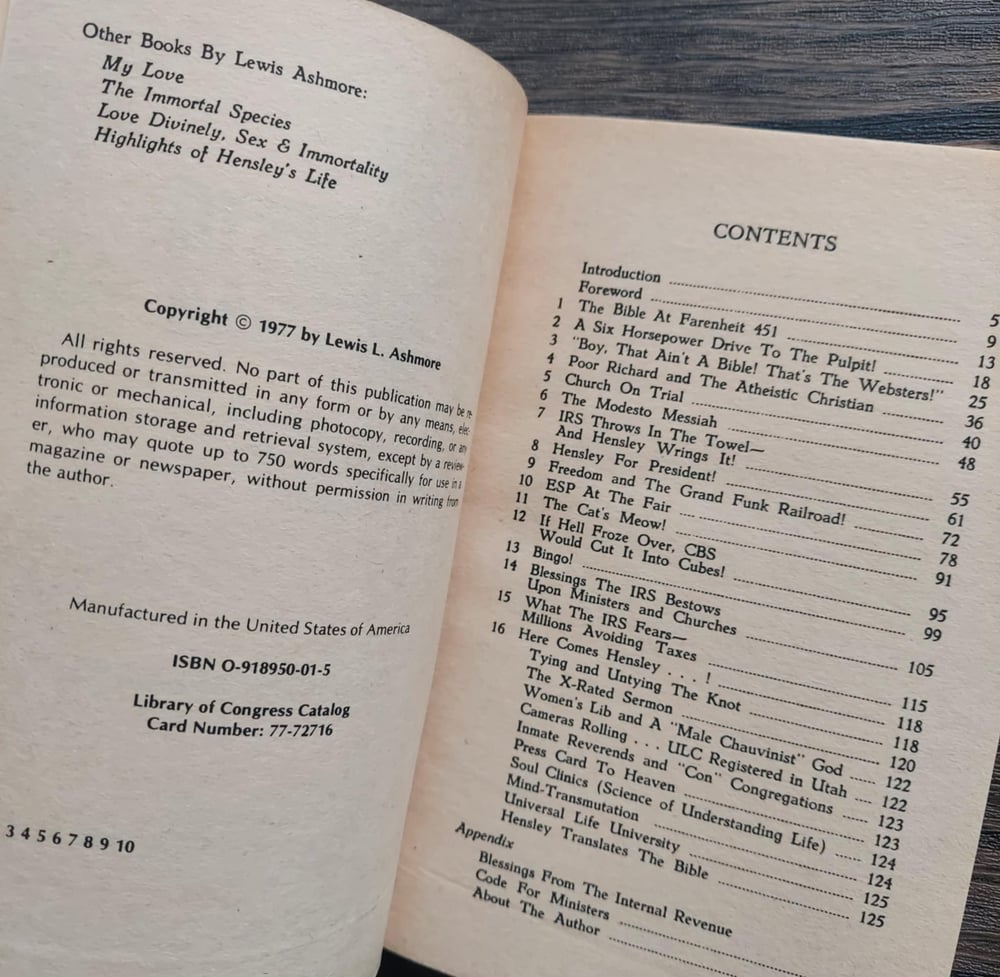 Other Books By Lewis Ashmore:
My Love
The Immortal Species
Love Divinely, Sex & Immortality
Highlights of Hensley's Life
Copyright © 1977 by Lewis L. Ashmore
All rights reserved. No part of this publication may be re-
produced or transmitted in any form or by any means, elec-
tronic or mechanical, including photocopy, recording, or any
information storage and retrieval system, except by a review-
er, who may quote up to 750 words specifically for use in a
magazine or newspaper, without permission in writing from
the author.
Manufactured in the United States of America
ISBN O-918950-01-5
Library of Congress Catalog
Card Number: 77-72716
3 4 5 6 7 8 9 10
CONTENTS
Introduction 5
Foreword 9
1 The Bible At Farenheit 451 13
2 A Six Horsepower Drive To The Pulpit! 18
3 "Boy, That Ain't A Bible! That's The Websters!" 25
4 Poor Richard and The Atheistic Christian 36
5 Church On Trial 40
6 The Modesto Messiah 48
7 IRS Throws In The Towel—
And Hensley Wrings It! 55
8 Hensley For President! 61
9 Freedom and The Grand Funk Railroad! 72
10 ESP At The Fair 78
11 The Cat's Meow! 91
12 If Hell Froze Over, CBS
Would Cut It Into Cubes! 95
13 Bingo! 99
14 Blessings The IRS Bestows
Upon Ministers and Churches 105
15 What The IRS Fears—
Millions Avoiding Taxes 115
16 Here Comes Hensley . . . ! 118
Tying and Untying The Knot 118
The X-Rated Sermon 120
Women's Lib and A "Male Chauvinist" God 122
Cameras Rolling . . . ULC Registered in Utah 122
Inmate Reverends and "Con" Congregations 123
Press Card To Heaven 123
Soul Clinics (Science of Understanding Life) 124
Mind-Transmutation 124
Universal Life University 125
Hensley Translates The Bible 125
Appendix
Blessings From The Internal Revenue
Code For Ministers
About The Author